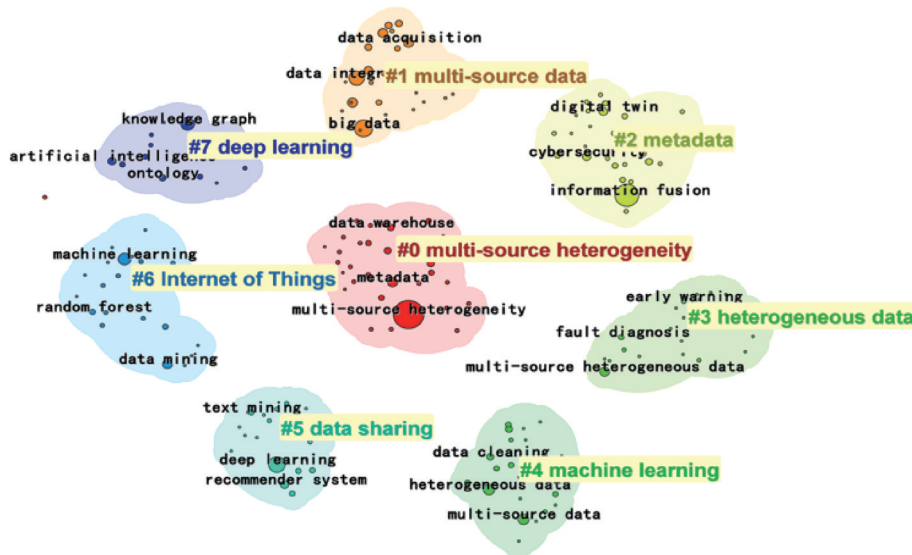 data acquisition
data integr
#1 multi-source data
big data
knowledge graph
#7 deep learning
artificial intelligence
ontology
digital twin
#2 metadata
cybersecurity
information fusion
data warehouse
#0 multi-source heterogeneity
metadata
multi-source heterogeneity
machine learning
#6 Internet of Things
random forest
data mining
early warning
#3 heterogeneous data
fault diagnosis
multi-source heterogeneous data
text mining
#5 data sharing
deep learning
recommender system
data cleaning
#4 machine learning
heterogeneous data
multi-source data